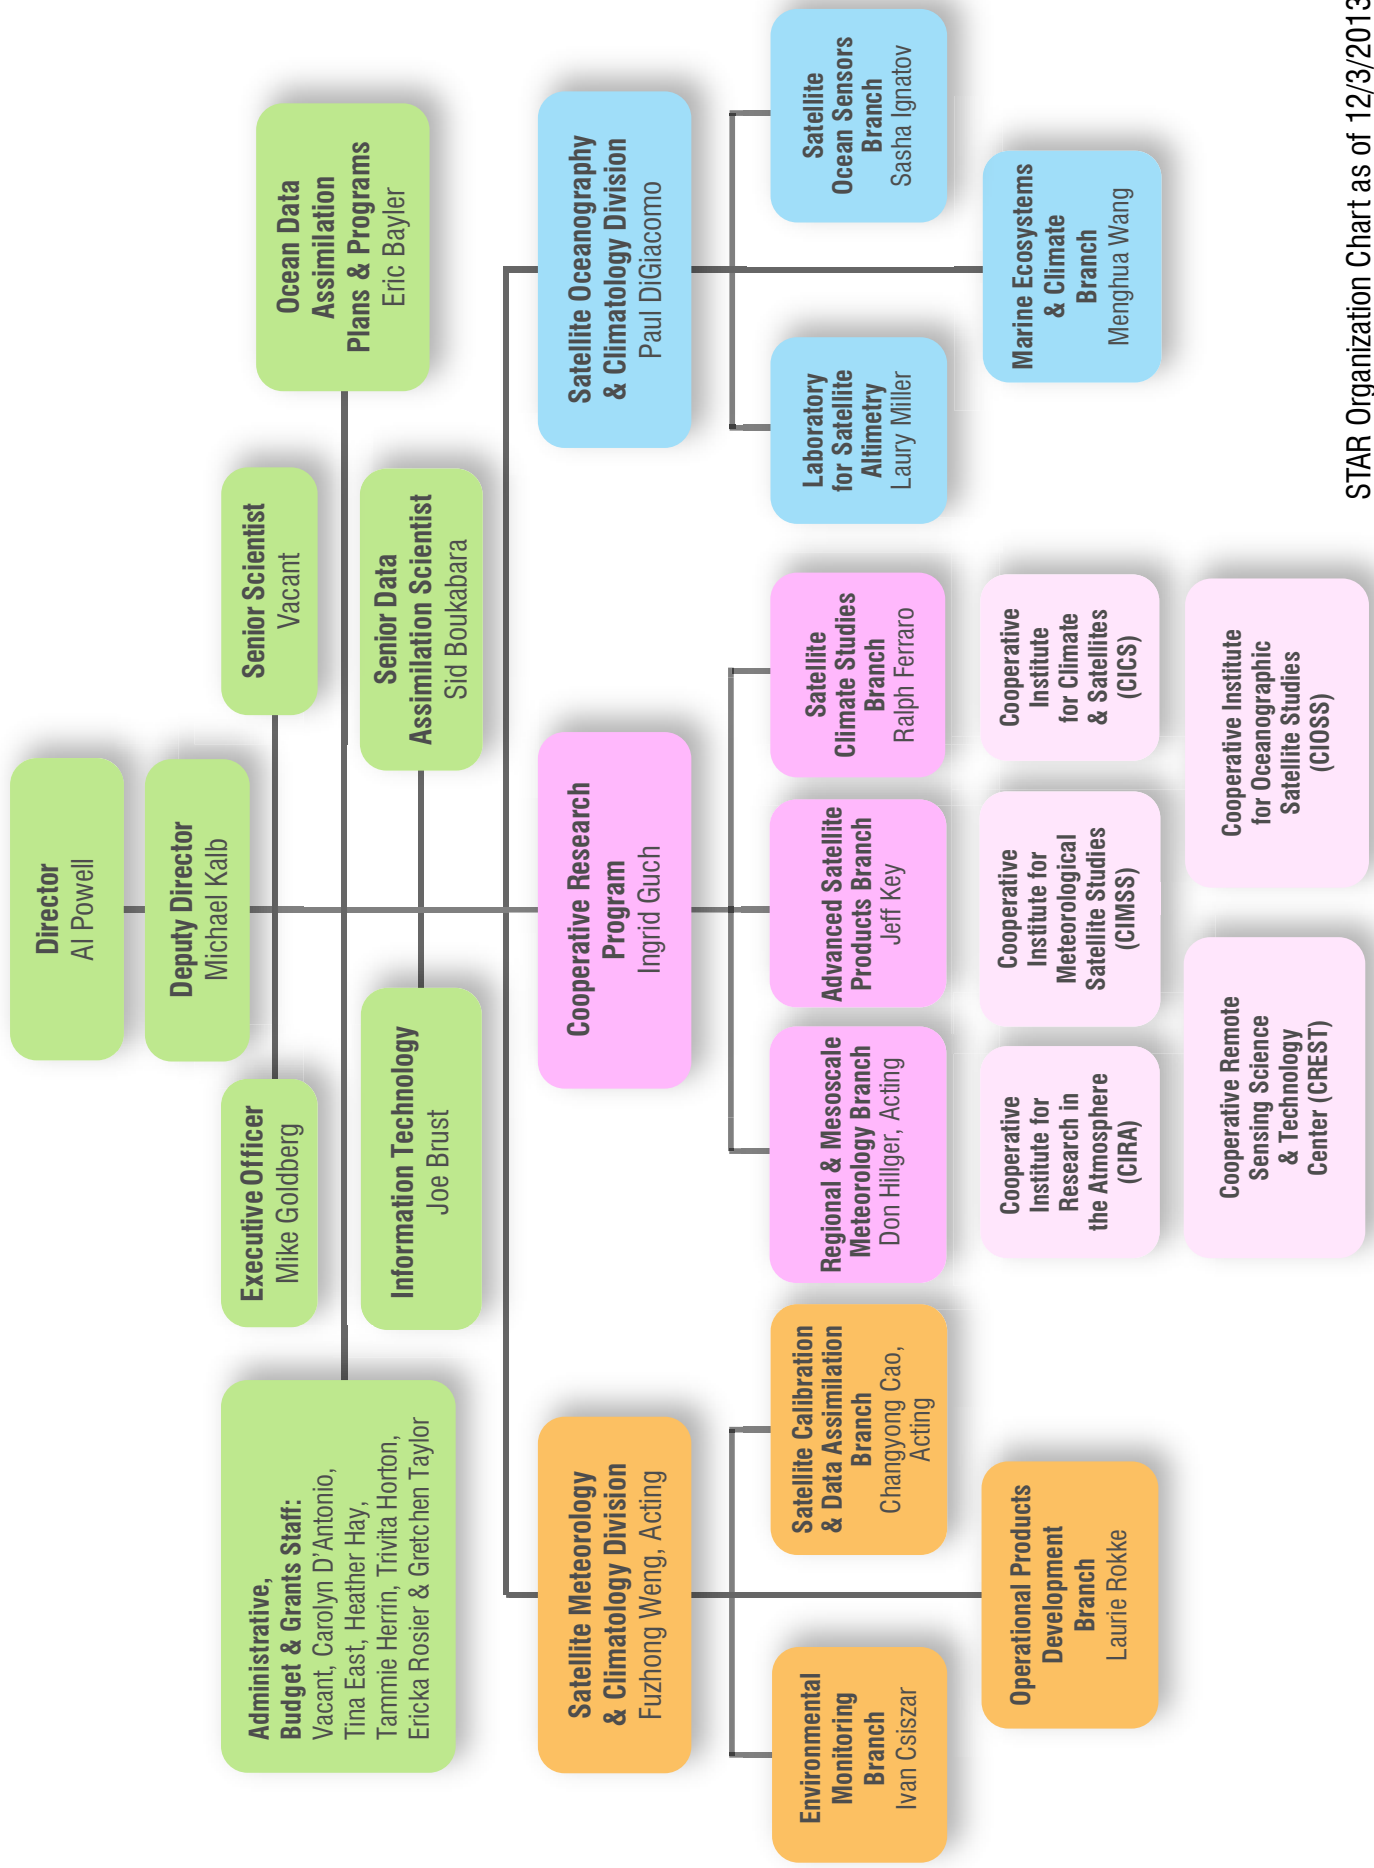 Director
Al Powell
Deputy Director
Michael Kalb
Executive Officer
Mike Goldberg
Senior Scientist
Vacant
Administrative,
Budget & Grants Staff:
Vacant, Carolyn D'Antonio,
Tina East, Heather Hay,
Tammie Herrin, Trivita Horton,
Ericka Rosier & Gretchen Taylor
Ocean Data
Assimilation
Plans & Programs
Eric Bayler
Information Technology
Joe Brust
Senior Data
Assimilation Scientist
Sid Boukabara
Satellite Meteorology
& Climatology Division
Fuzhong Weng, Acting
Cooperative Research
Program
Ingrid Guch
Satellite Oceanography
& Climatology Division
Paul DiGiacomo
Environmental
Monitoring
Branch
Ivan Csiszar
Satellite Calibration
& Data Assimilation
Branch
Changyong Cao,
Acting
Regional & Mesoscale
Meteorology Branch
Don Hillger, Acting
Advanced Satellite
Products Branch
Jeff Key
Satellite
Climate Studies
Branch
Ralph Ferraro
Laboratory
for Satellite
Altimetry
Laury Miller
Satellite
Ocean Sensors
Branch
Sasha Ignatov
Operational Products
Development
Branch
Laurie Rokke
Cooperative
Institute for
Research in
the Atmosphere
(CIRA)
Cooperative
Institute for
Meteorological
Satellite Studies
(CIMSS)
Cooperative
Institute
for Climate
& Satellites
(CICS)
Marine Ecosystems
& Climate
Branch
Menghua Wang
Cooperative Remote
Sensing Science
& Technology
Center (CREST)
Cooperative Institute
for Oceanographic
Satellite Studies
(CIOSS)
STAR Organization Chart as of 12/3/2013